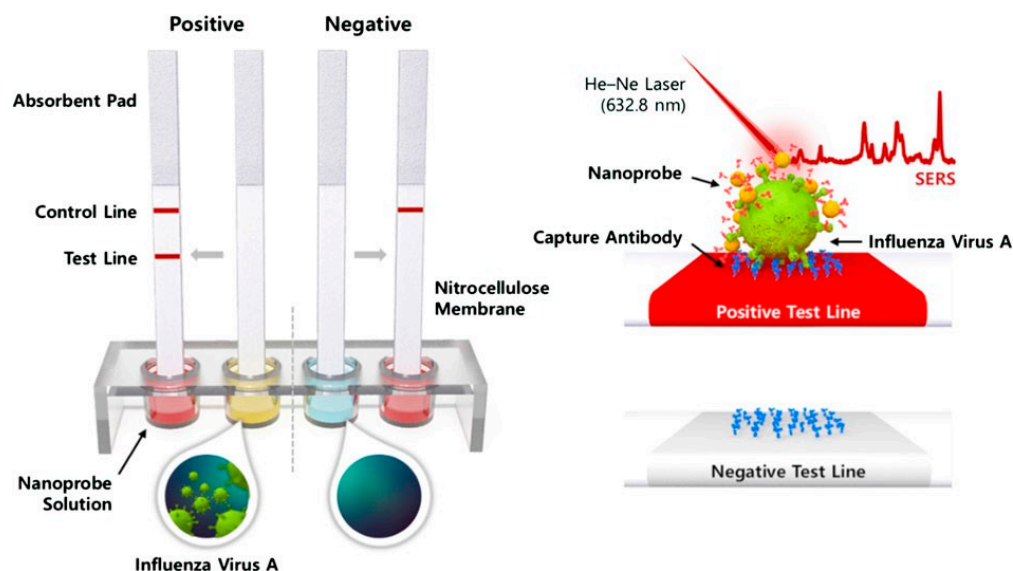 Positive
Negative
Absorbent Pad
Control Line
Test Line
Nitrocellulose
Membrane
Nanoprobe
Solution
Influenza Virus A
He–Ne Laser
(632.8 nm)
SERS
Nanoprobe
Capture Antibody
Influenza Virus A
Positive Test Line
Negative Test Line